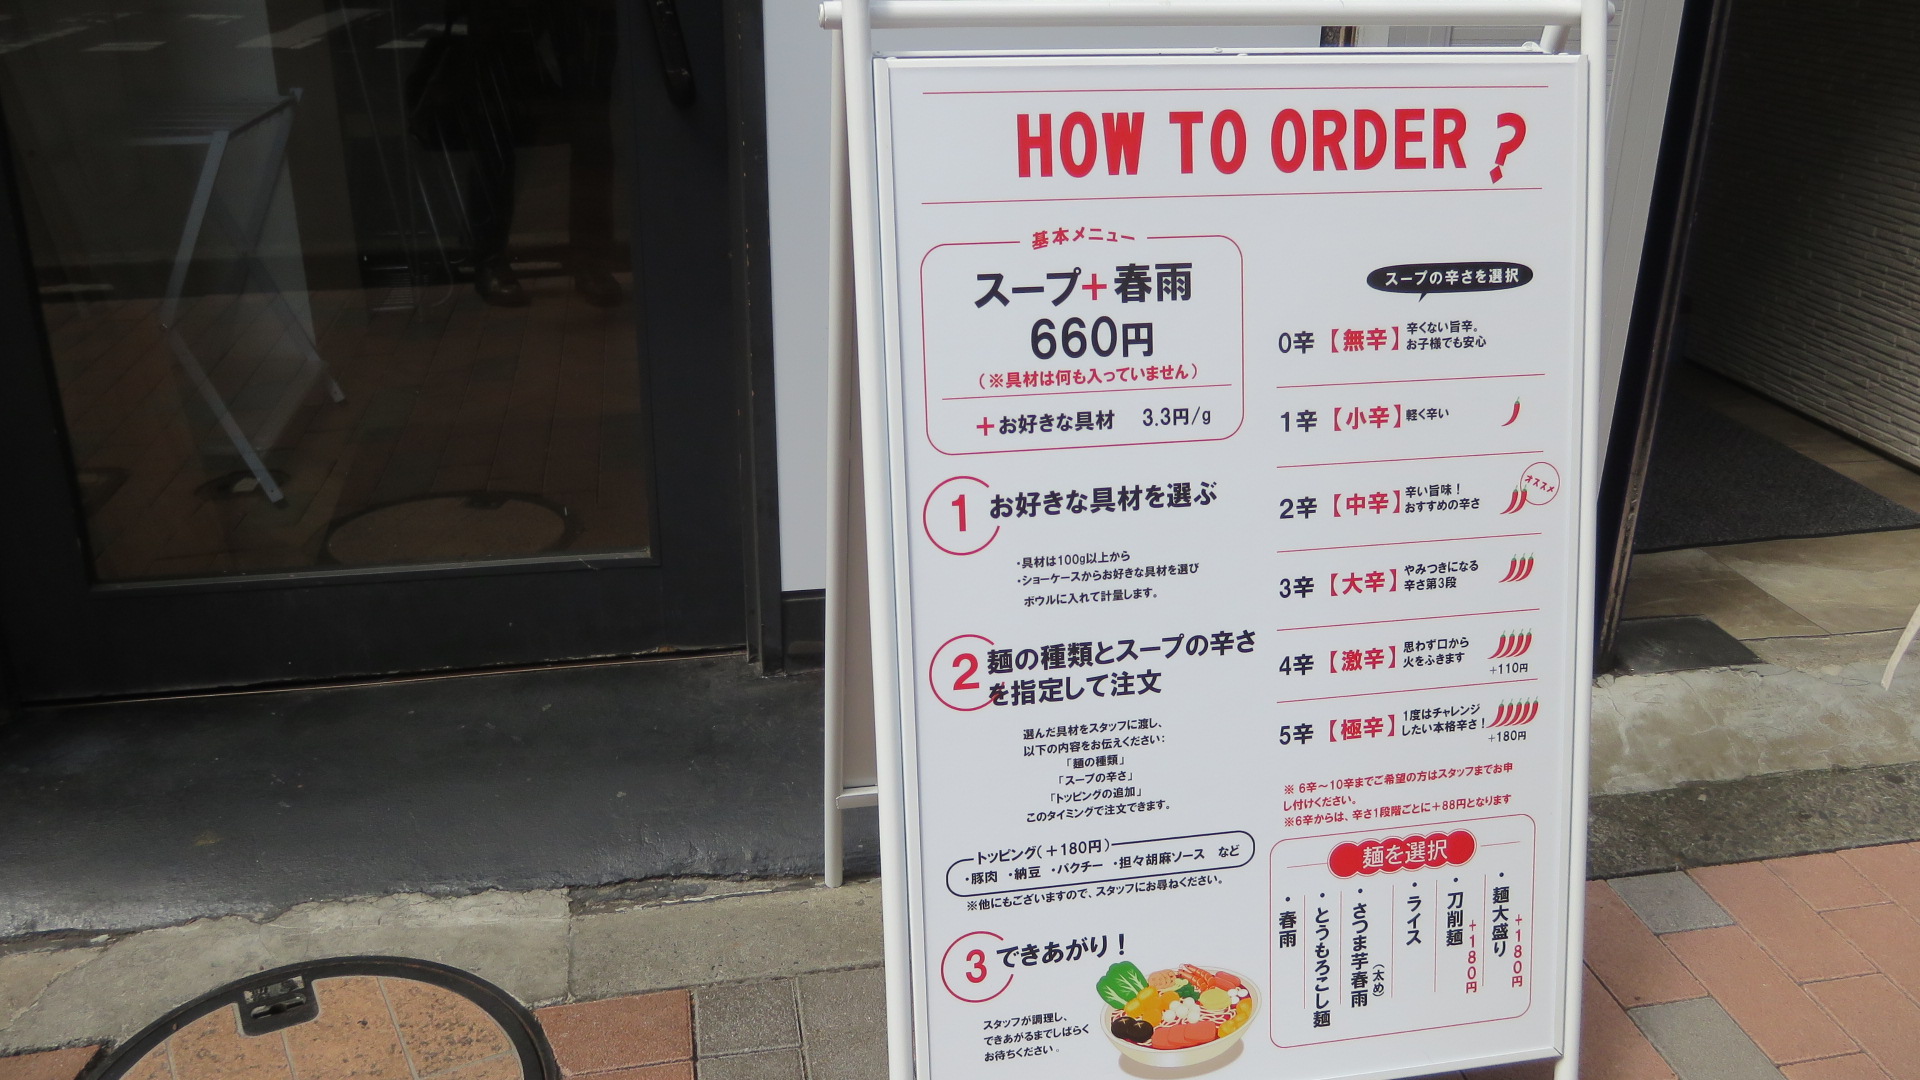 HOW TO ORDER?
基本メニュー
スープ+春雨
660円
(※具材は何も入っていません)
+お好きな具材 3.3円/g
1 お好きな具材を選ぶ
・具材は100g以上から
・ショーケースからお好きな具材を選び
ボウルに入れて計量します。
2 麺の種類とスープの辛さ
を指定して注文
選んだ具材をスタッフに渡し、
以下の内容をお伝えください:
「麺の種類」
「スープの辛さ」
「トッピングの追加」
このタイミングで注文できます。
トッピング(+180円)
・豚肉 ・納豆 ・パクチー ・担々胡麻ソース など
※他にもございますので、スタッフにお尋ねください。
3 できあがり!
スタッフが調理し、
できあがるまでしばらく
お待ちください。
スープの辛さを選択
0辛【無辛】辛くない旨辛。
お子様でも安心
1辛【小辛】軽く辛い
2辛【中辛】辛い旨味!
おすすめの辛さ
オススメ
3辛【大辛】やみつきになる
辛さ第3段
4辛【激辛】思わず口から
火をふきます
+110円
5辛【極辛】1度はチャレンジ
したい本格辛さ!
+180円
※ 6辛~10辛までご希望の方はスタッフまでお申
し付けください。
※6辛からは、辛さ1段階ごとに+88円となります
麺を選択
・春雨
・とうもろこし麺
・さつま芋春雨(太め)
・ライス
・刀削麺 +180円
・麺大盛り +180円